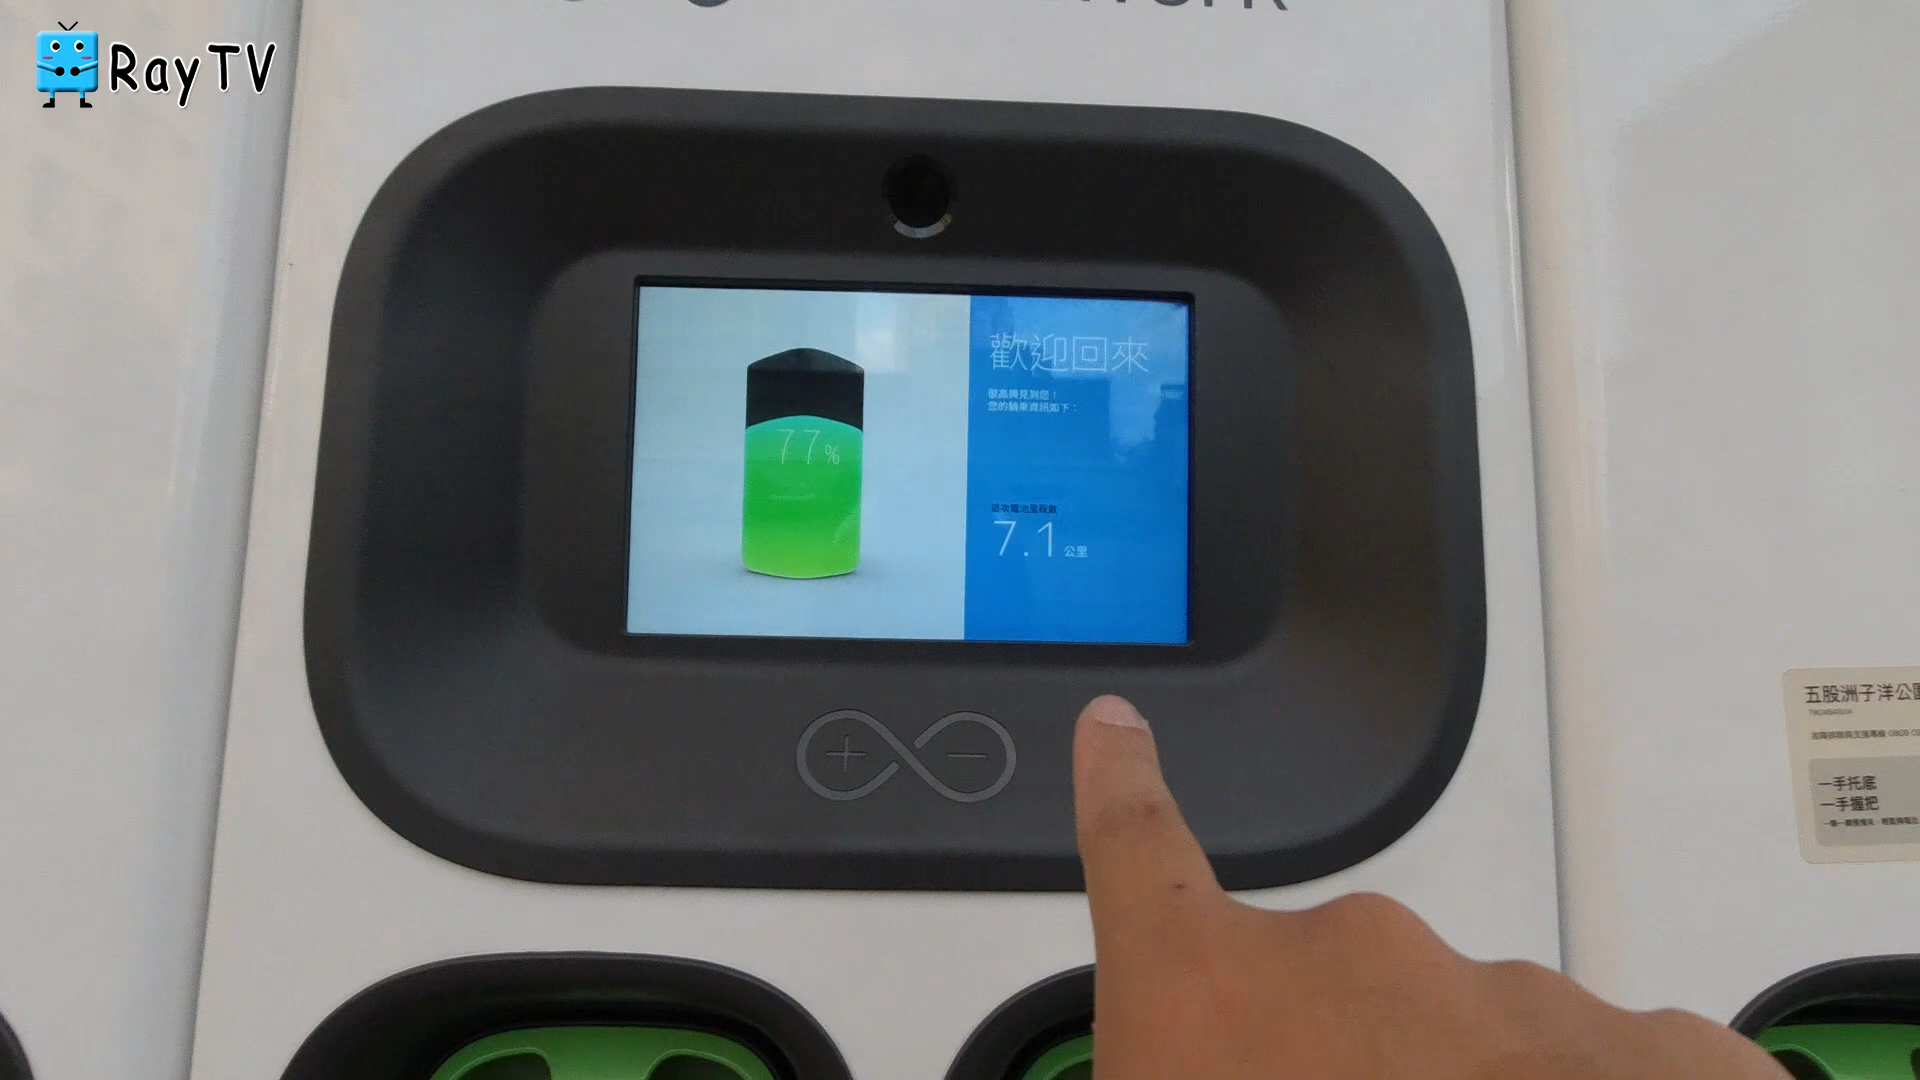 RayTV
歡迎回來
很高興見到您！
您的騎乘資訊如下：
77%
這次電池里程數
7.1 公里
五股洲子洋公園
一手托底
一手握把